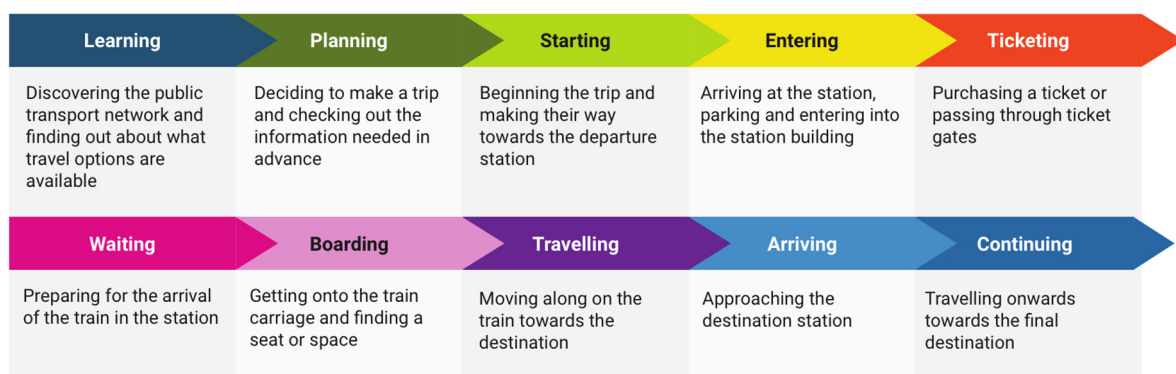 Learning
Planning
Starting
Entering
Ticketing
Discovering the public
transport network and
finding out about what
travel options are
available
Deciding to make a trip
and checking out the
information needed in
advance
Beginning the trip and
making their way
towards the departure
station
Arriving at the station,
parking and entering into
the station building
Purchasing a ticket or
passing through ticket
gates
Waiting
Boarding
Travelling
Arriving
Continuing
Preparing for the arrival
of the train in the station
Getting onto the train
carriage and finding a
seat or space
Moving along on the
train towards the
destination
Approaching the
destination station
Travelling onwards
towards the final
destination